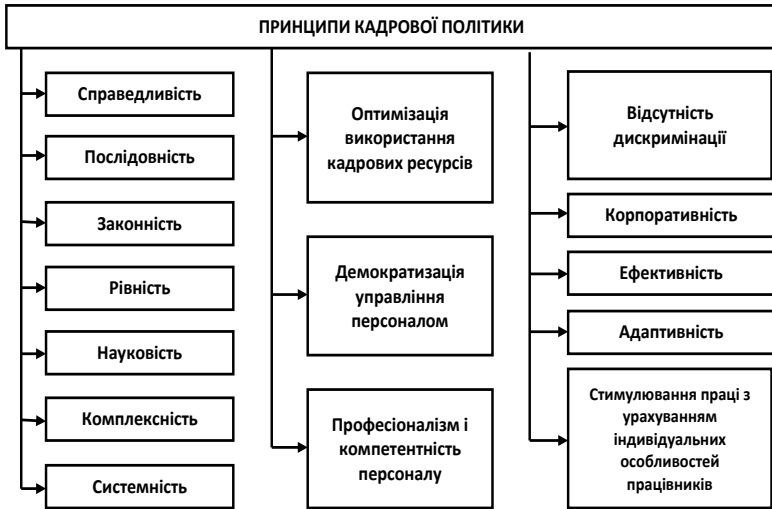 ПРИНЦИПИ КАДРОВОЇ ПОЛІТИКИ
Справедливість
Послідовність
Законність
Рівність
Науковість
Комплексність
Системність
Оптимізація
використання
кадрових ресурсів
Демократизація
управління
персоналом
Професіоналізм і
компетентність
персоналу
Відсутність
дискримінації
Корпоративність
Ефективність
Адаптивність
Стимулювання праці з
урахуванням
індивідуальних
особливостей
працівників